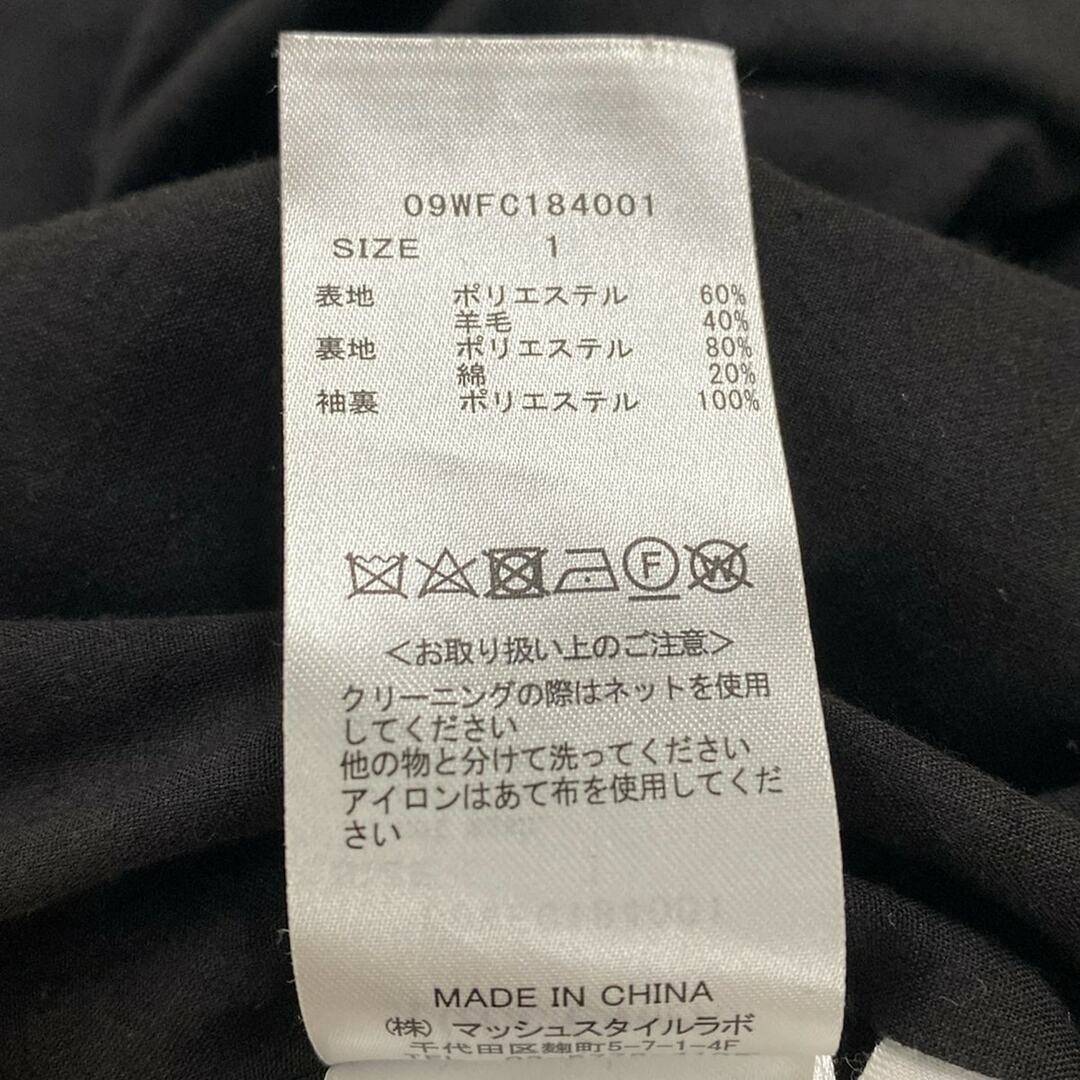 09WFC184001
SIZE 1
表地 ポリエステル 60%
羊毛 40%
裏地 ポリエステル 80%
綿 20%
袖裏 ポリエステル 100%
F W
<お取り扱い上のご注意>
クリーニングの際はネットを使用
してください
他の物と分けて洗ってください
アイロンはあて布を使用してくだ
さい
MADE IN CHINA
(株) マッシュスタイルラボ
千代田区麹町5-7-1-4F